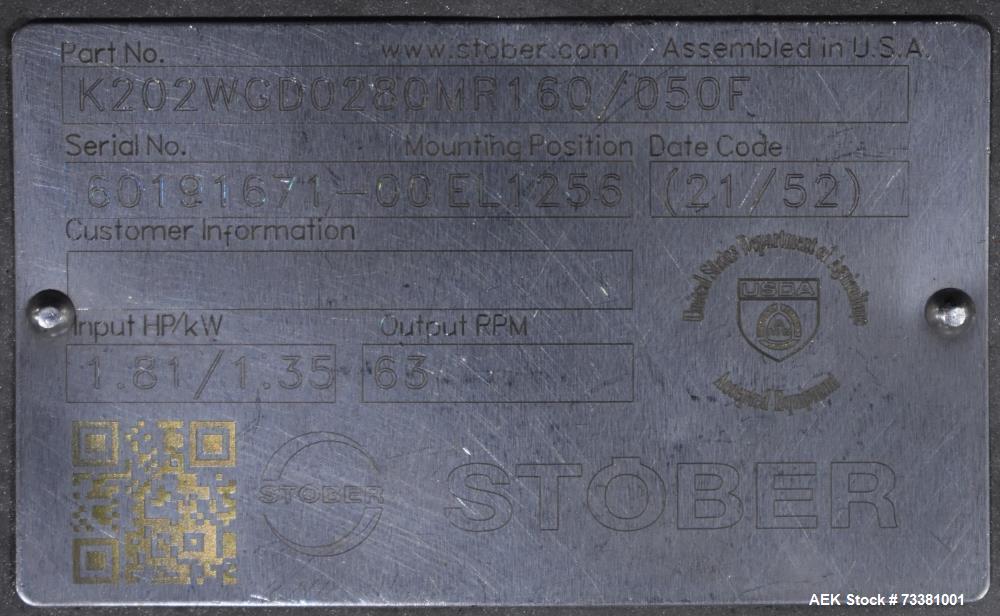 Part No. www.stober.com Assembled in U.S.A.
K202WGD0280MR160/050F
Serial No. Mounting Position Date Code
60191671-00 EL1256 (21/52)
Customer Information
United States Department of Agriculture
USDA
Accepted Equipment
Input HP/kW Output RPM
1.81/1.35 63
STOBER
STÖBER
AEK Stock # 73381001